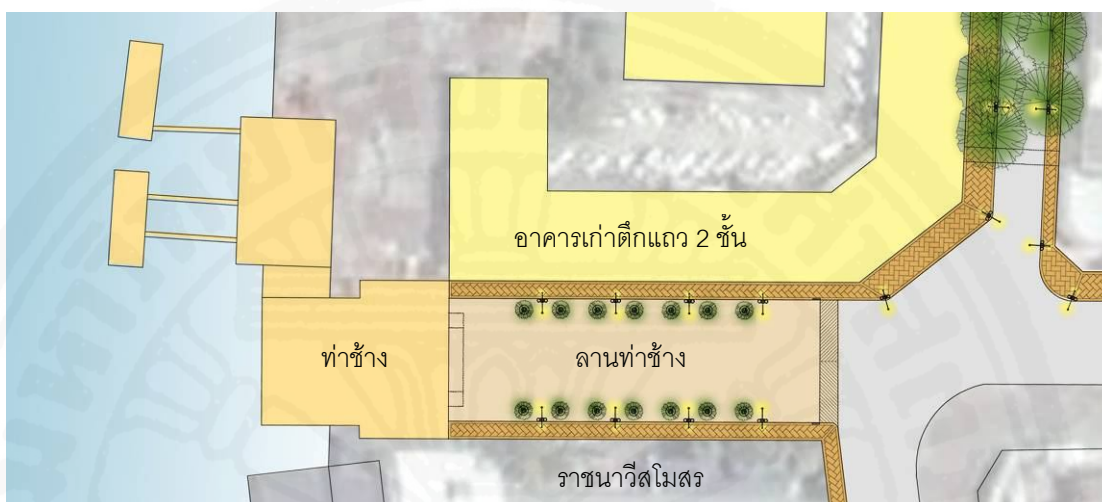 อาคารเก่าตึกแถว 2 ชั้น
ท่าช้าง
ลานท่าช้าง
ราชนาวีสโมสร